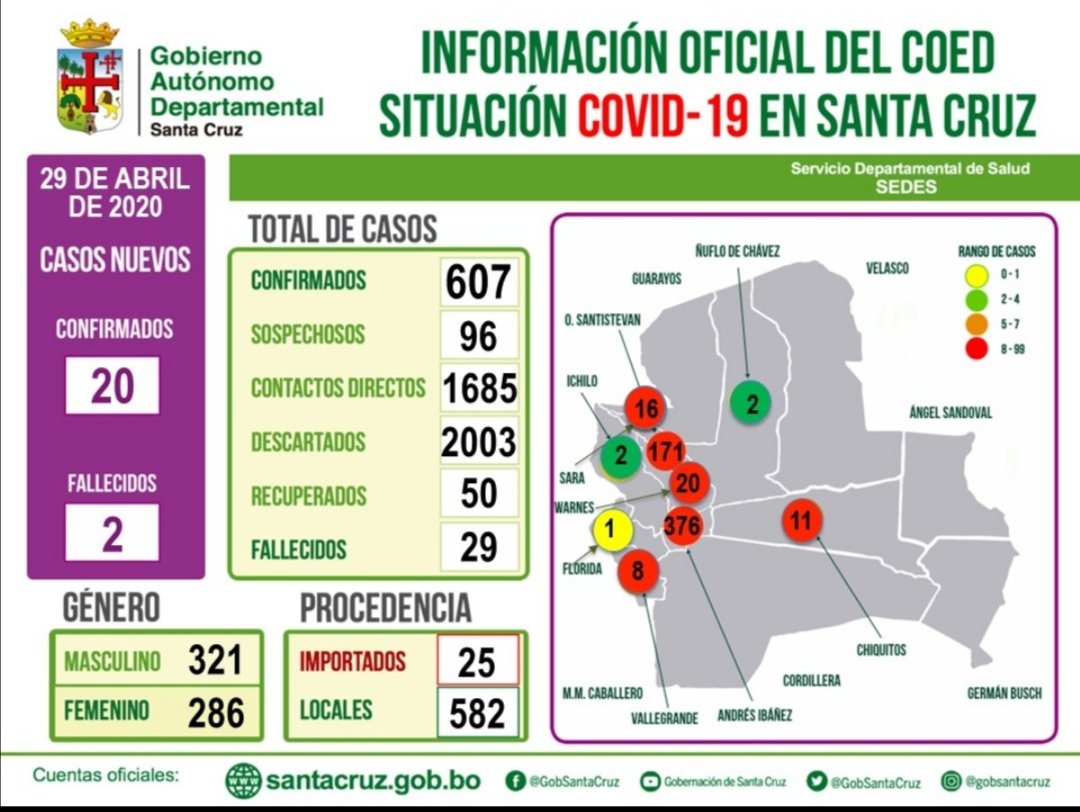 Gobierno
Autónomo
Departamental
Santa Cruz
INFORMACIÓN OFICIAL DEL COED
SITUACIÓN COVID-19 EN SANTA CRUZ
Servicio Departamental de Salud
SEDES
29 DE ABRIL
DE 2020
CASOS NUEVOS
CONFIRMADOS
20
FALLECIDOS
2
TOTAL DE CASOS
CONFIRMADOS 607
SOSPECHOSOS 96
CONTACTOS DIRECTOS 1685
DESCARTADOS 2003
RECUPERADOS 50
FALLECIDOS 29
GÉNERO
MASCULINO 321
FEMENINO 286
PROCEDENCIA
IMPORTADOS 25
LOCALES 582
ÑUFLO DE CHÁVEZ
GUARAYOS
VELASCO
RANGO DE CASOS
0-1
2-4
5-7
8-99
O. SANTISTEVAN
ICHILO
ÁNGEL SANDOVAL
16
2
171
2
20
SARA
WARNES
1
376
11
FLORIDA
8
CHIQUITOS
CORDILLERA
M.M. CABALLERO
GERMÁN BUSCH
VALLEGRANDE
ANDRÉS IBÁÑEZ
Cuentas oficiales:
santacruz.gob.bo
@GobSantaCruz
Gobernación de Santa Cruz
@GobSantaCruz
@gobsantacruz